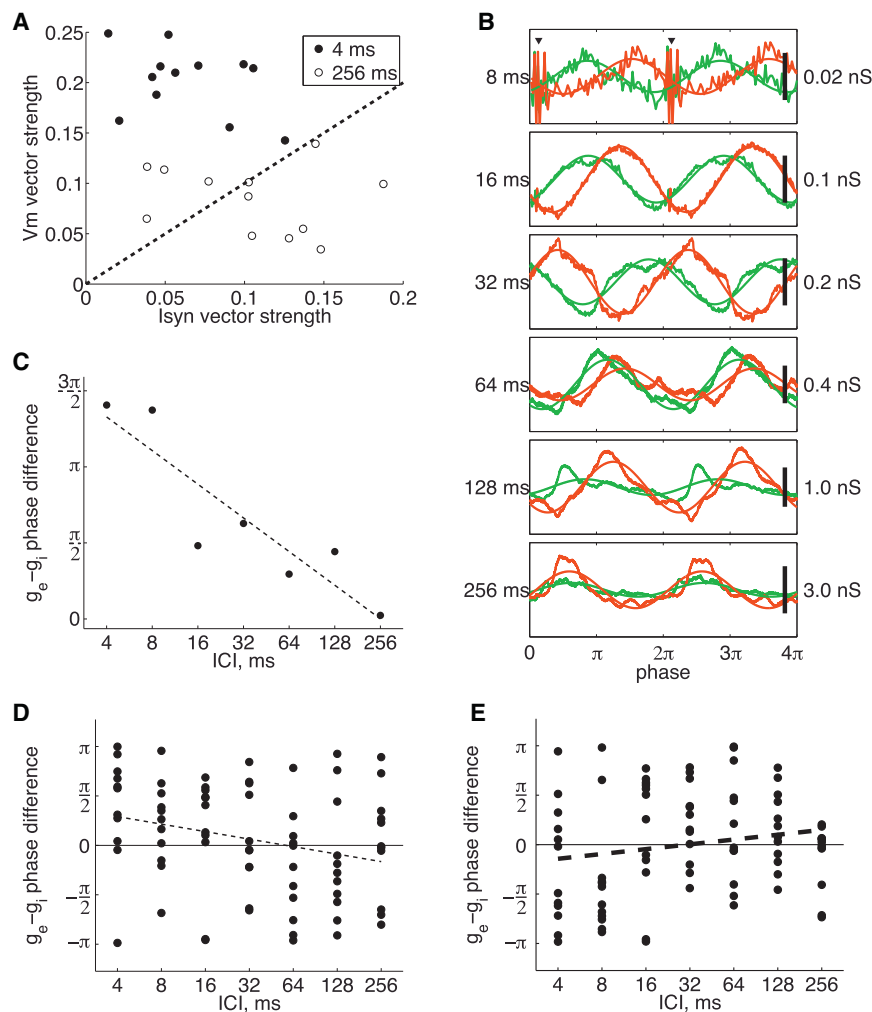 A
0.25
0.2
0.15
0.1
0.05
0
0.05
0.1
0.15
0.2
Vm vector strength
Isyn vector strength
4 ms
256 ms
B
8 ms
0.02 nS
16 ms
0.1 nS
32 ms
0.2 nS
64 ms
0.4 nS
128 ms
1.0 nS
256 ms
3.0 nS
0
π
2π
3π
4π
phase
C
3π
2
π
π
2
0
4
8
16
32
64
128
256
ge−gi phase difference
ICI, ms
D
π
π
2
0
−π
2
−π
4
8
16
32
64
128
256
ge−gi phase difference
ICI, ms
E
π
π
2
0
−π
2
−π
4
8
16
32
64
128
256
ge−gi phase difference
ICI, ms